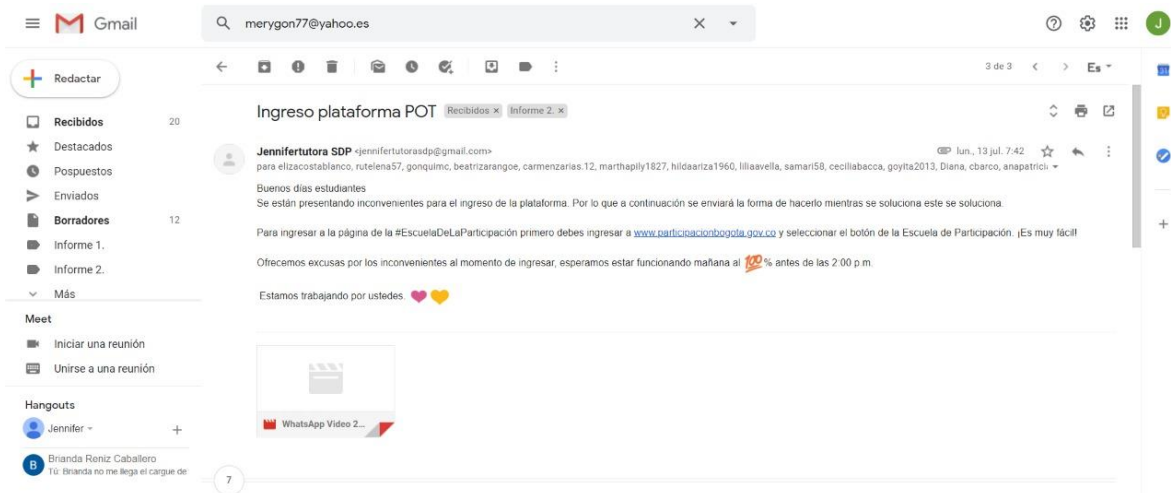 Gmail
merygon77@yahoo.es
J
Redactar
3 de 3
Es
Ingreso plataforma POT Recibidos x Informe 2. x
Recibidos 20
Destacados
Pospuestos
Enviados
Borradores 12
Informe 1.
Informe 2.
Más
Meet
Iniciar una reunión
Unirse a una reunión
Hangouts
Jennifer
B
Brianda Reniz Caballero
Tú: Brianda no me llega el cargue de
Jennifertutora SDP <jennifertutorasdp@gmail.com>
lun., 13 jul. 7:42
para elizacostablanco, rutelena57, gonquimc, beatrizarangoe, carmenzarias.12, marthapily1827, hildaariza1960, liliaavella, samari58, ceciliabacca, goyita2013, Diana, cbarco, anapatrici
Buenos días estudiantes
Se están presentando inconvenientes para el ingreso de la plataforma. Por lo que a continuación se enviará la forma de hacerlo mientras se soluciona este se soluciona.
Para ingresar a la página de la #EscuelaDeLaParticipación primero debes ingresar a www.participacionbogota.gov.co y seleccionar el botón de la Escuela de Participación. ¡Es muy fácil!
Ofrecemos excusas por los inconvenientes al momento de ingresar, esperamos estar funcionando mañana al 100 % antes de las 2:00 p.m.
Estamos trabajando por ustedes.
WhatsApp Video 2...
7